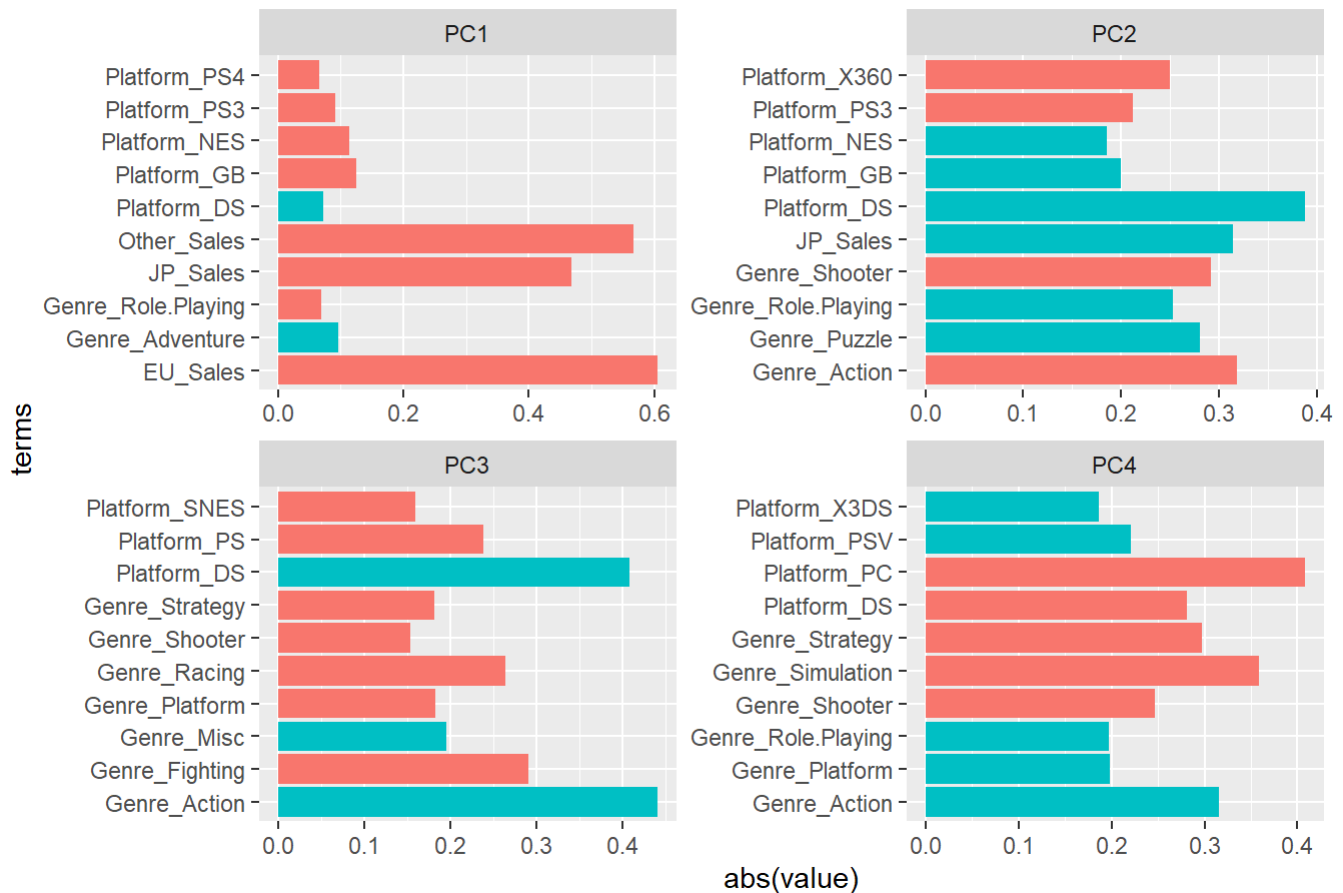 PC1
Platform_PS4
Platform_PS3
Platform_NES
Platform_GB
Platform_DS
Other_Sales
JP_Sales
Genre_Role.Playing
Genre_Adventure
EU_Sales
0.0 0.2 0.4 0.6
PC2
Platform_X360
Platform_PS3
Platform_NES
Platform_GB
Platform_DS
JP_Sales
Genre_Shooter
Genre_Role.Playing
Genre_Puzzle
Genre_Action
0.0 0.1 0.2 0.3 0.4
terms
PC3
Platform_SNES
Platform_PS
Platform_DS
Genre_Strategy
Genre_Shooter
Genre_Racing
Genre_Platform
Genre_Misc
Genre_Fighting
Genre_Action
0.0 0.1 0.2 0.3 0.4
PC4
Platform_X3DS
Platform_PSV
Platform_PC
Platform_DS
Genre_Strategy
Genre_Simulation
Genre_Shooter
Genre_Role.Playing
Genre_Platform
Genre_Action
0.0 0.1 0.2 0.3 0.4
abs(value)